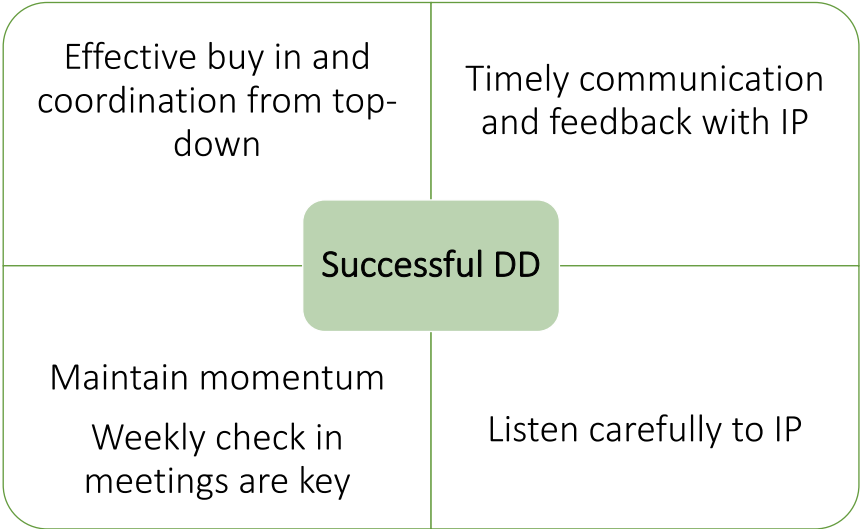 Effective buy in and
coordination from top-
down
Timely communication
and feedback with IP
Successful DD
Maintain momentum
Weekly check in
meetings are key
Listen carefully to IP